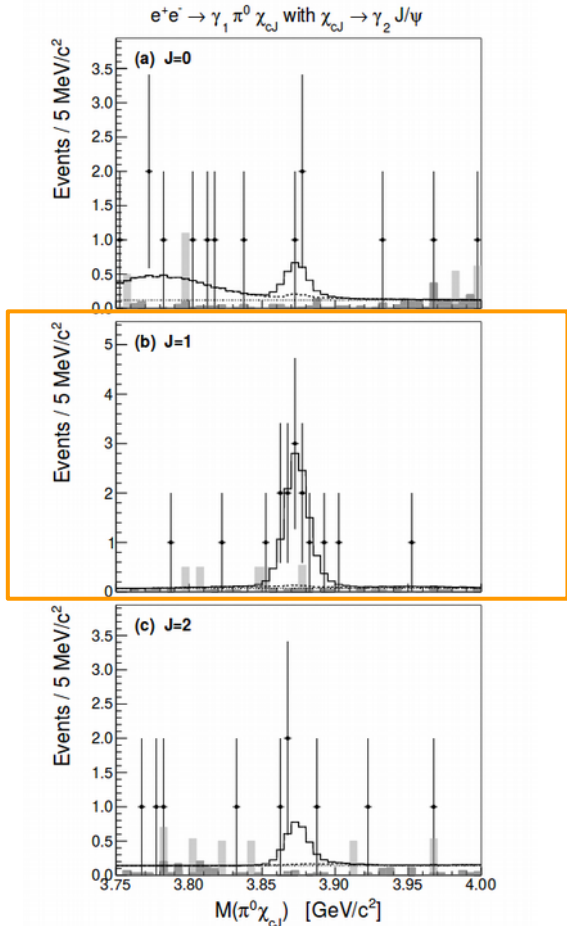 e⁺e⁻ → γ₁ π⁰ χ_cJ with χ_cJ → γ₂ J/ψ
(a) J=0
Events / 5 MeV/c²
3.5
3.0
2.5
2.0
1.5
1.0
0.5
0.0
(b) J=1
Events / 5 MeV/c²
5
4
3
2
1
0
(c) J=2
Events / 5 MeV/c²
3.5
3.0
2.5
2.0
1.5
1.0
0.5
0.0
3.75 3.80 3.85 3.90 3.95 4.00
M(π⁰χ_cJ) [GeV/c²]